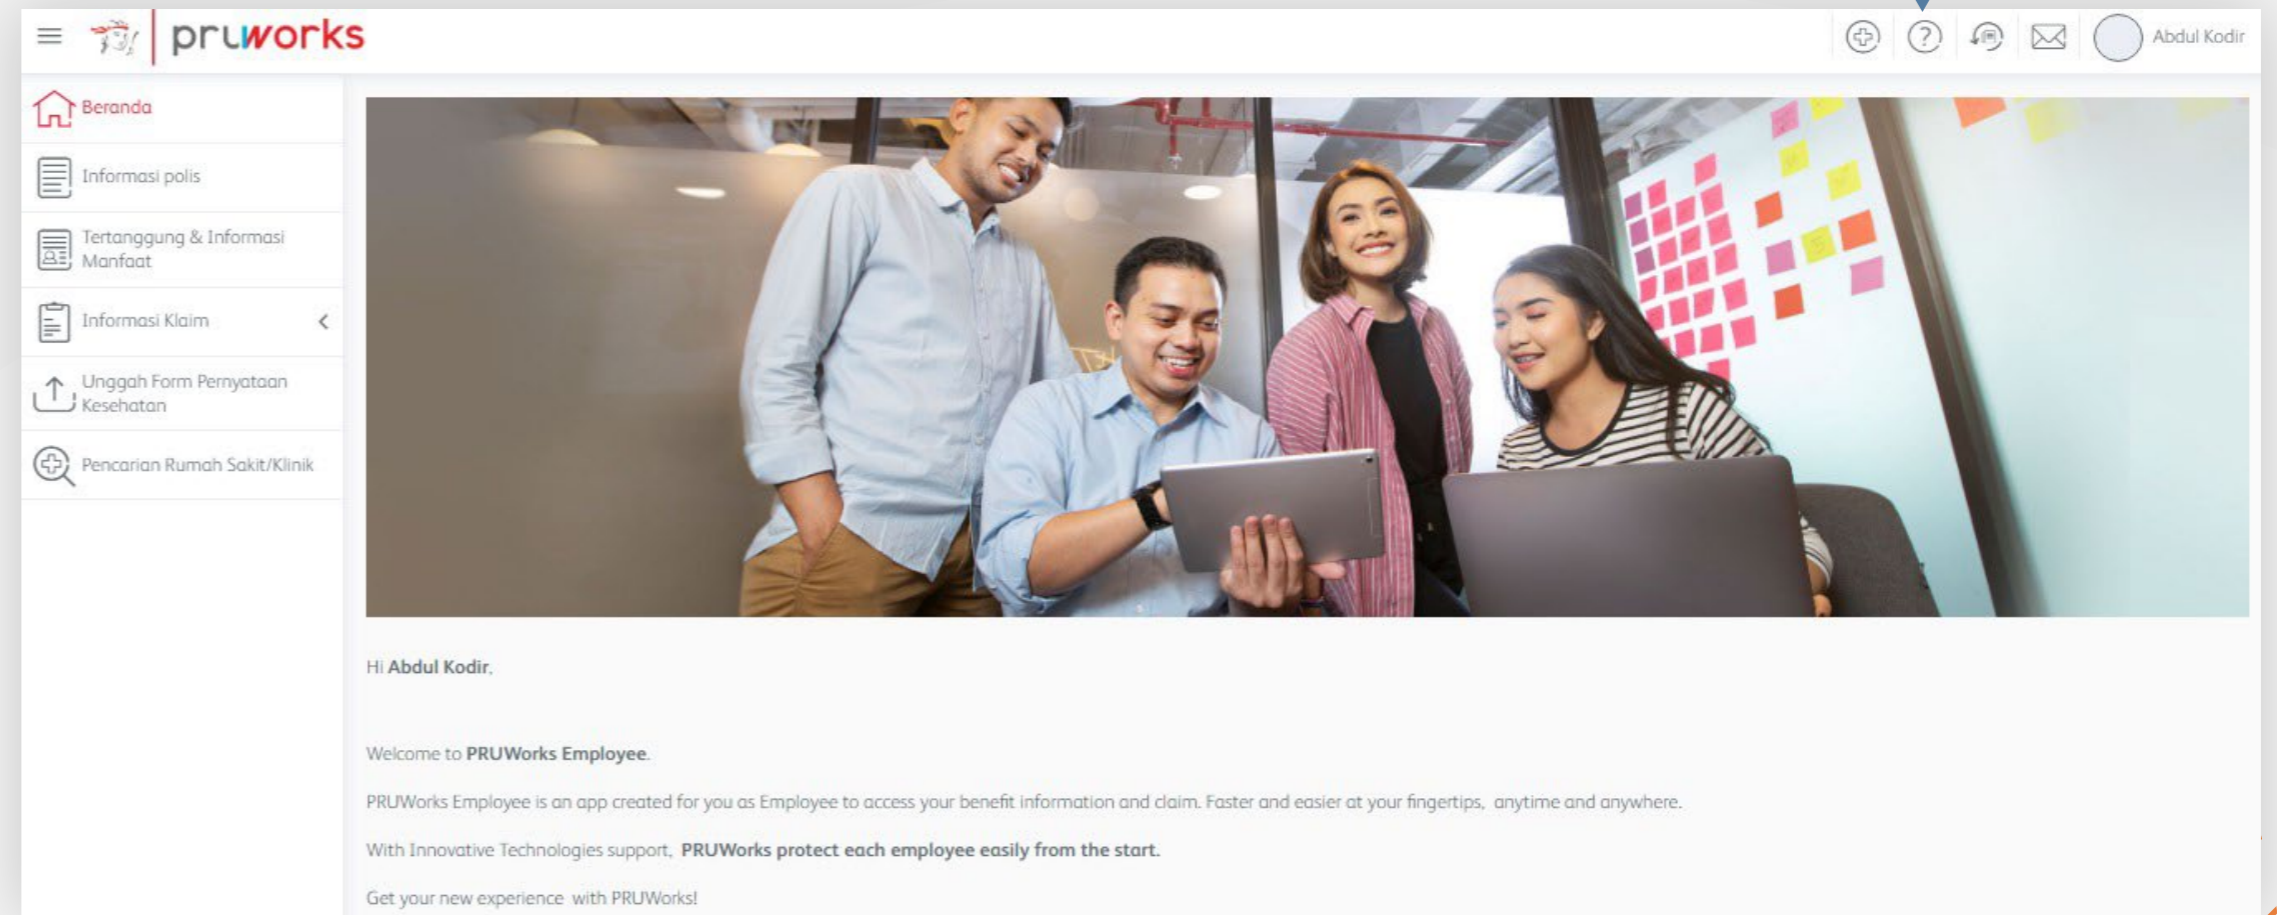 pruworks
Abdul Kodir
Beranda
Informasi polis
Tertanggung & Informasi
Manfaat
Informasi Klaim
Unggah Form Pernyataan
Kesehatan
Pencarian Rumah Sakit/Klinik
Hi Abdul Kodir,
Welcome to PRUWorks Employee.
PRUWorks Employee is an app created for you as Employee to access your benefit information and claim. Faster and easier at your fingertips, anytime and anywhere.
With Innovative Technologies support, PRUWorks protect each employee easily from the start.
Get your new experience with PRUWorks!